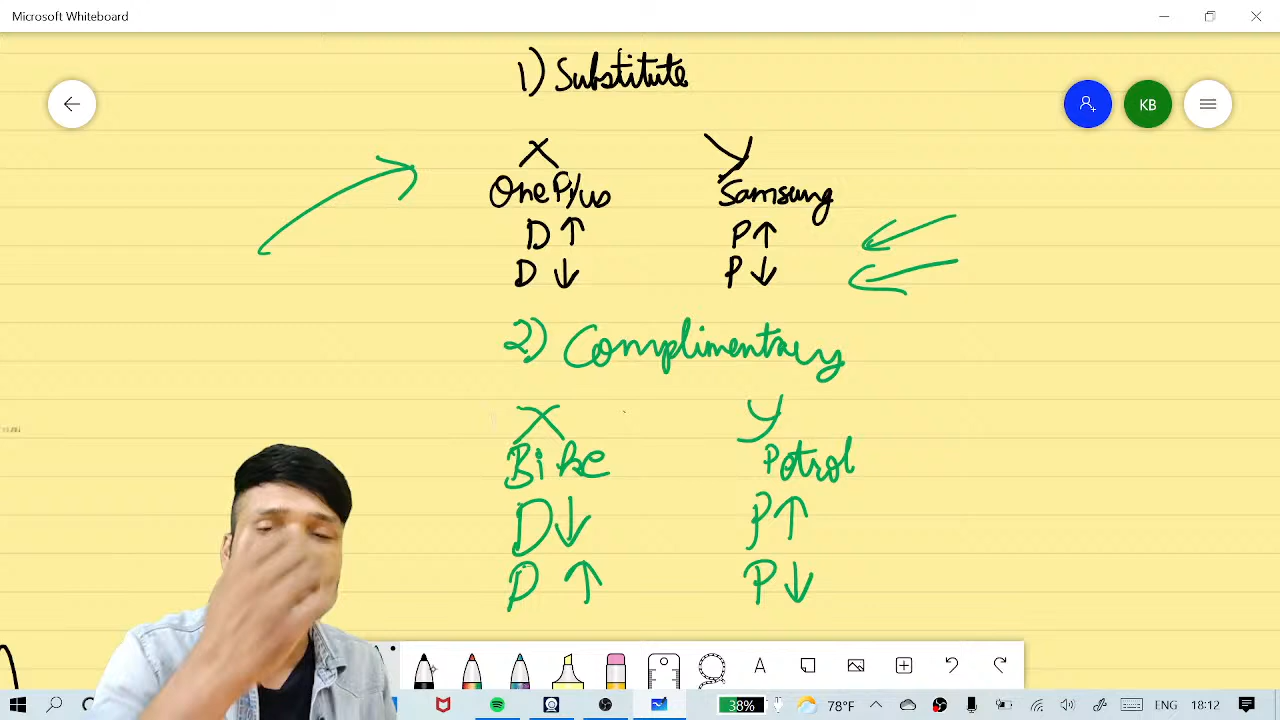 Microsoft Whiteboard
1) Substitute
KB
X Y
OnePlus Samsung
D ↑ P ↑
D ↓ P ↓
2) Complimentary
X Y
Bike Petrol
D ↓ P ↑
D ↑ P ↓
A
38% 78°F ENG 18:12